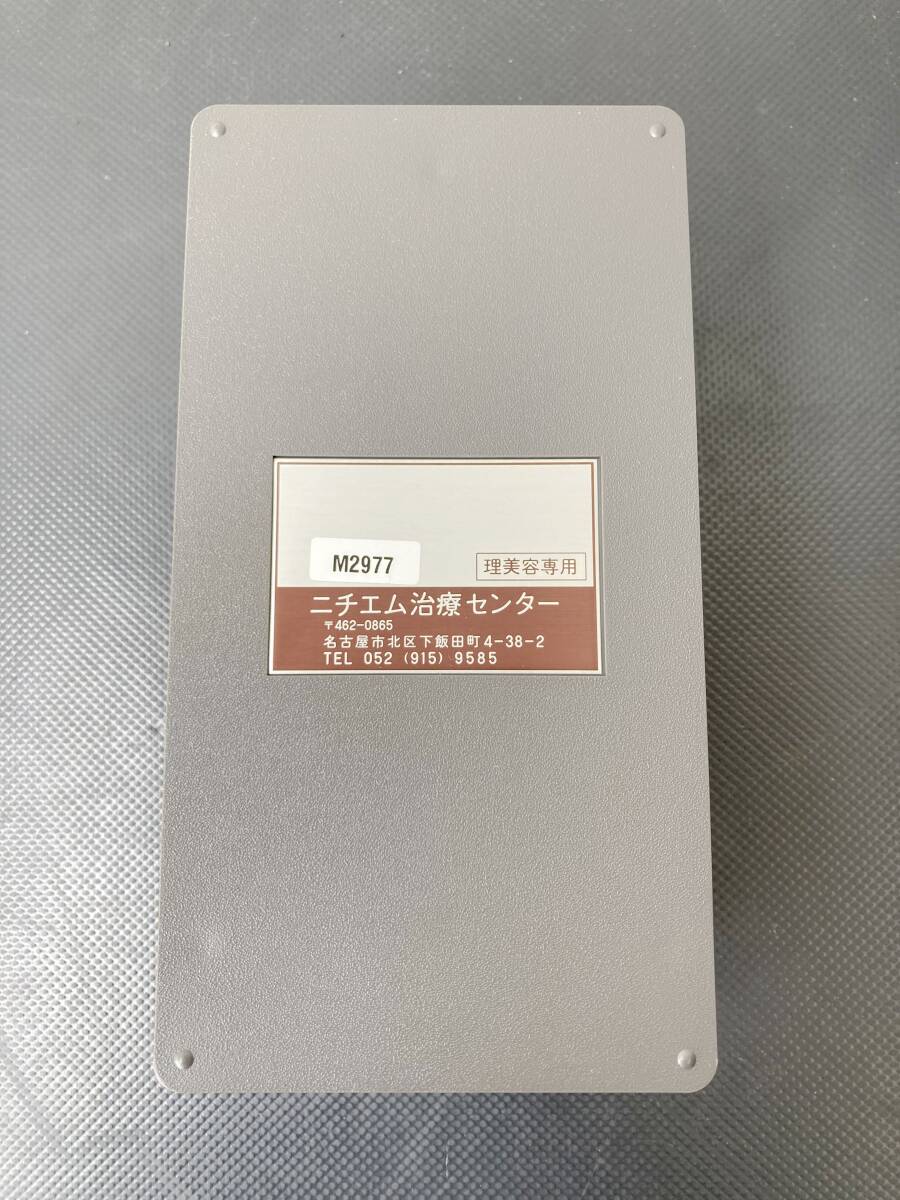 M2977
理美容専用
ニチエム治療センター
〒462-0865
名古屋市北区下飯田町4-38-2
TEL 052 (915) 9585